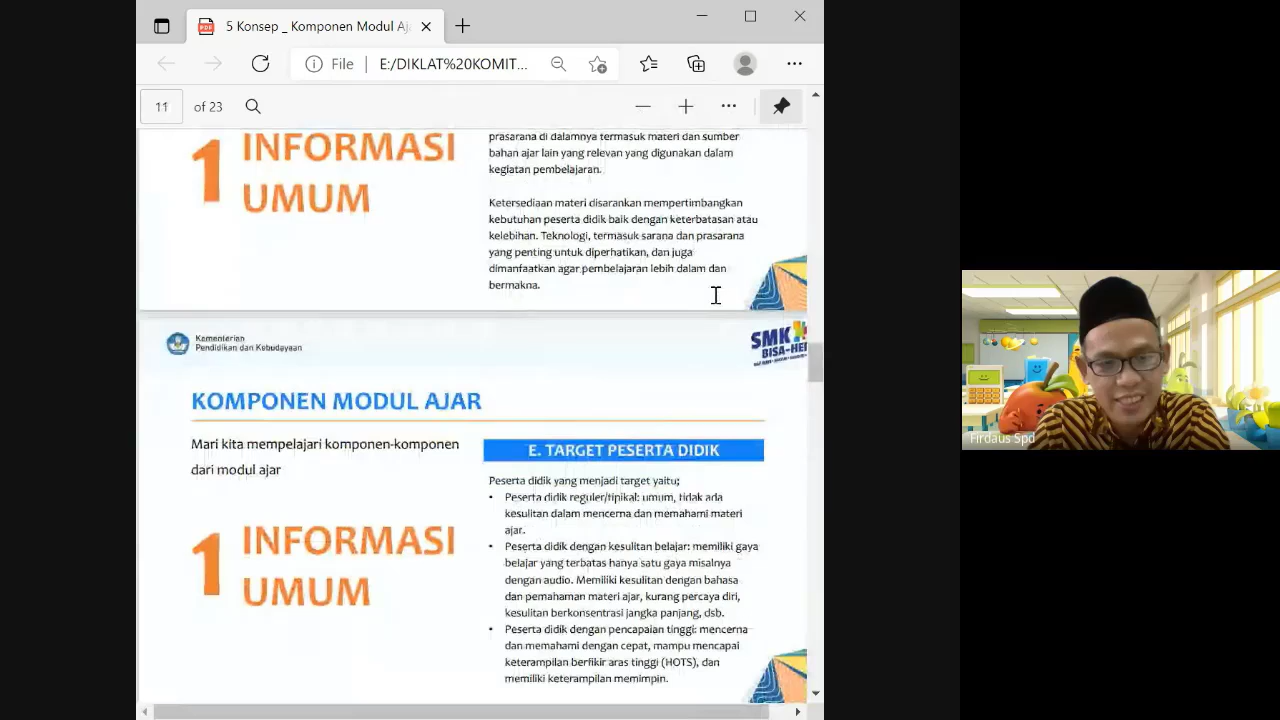 5 Konsep _ Komponen Modul Aj
File
E:/DIKLAT%20KOMIT...
11 of 23
1 INFORMASI
UMUM
prasarana di dalamnya termasuk materi dan sumber
bahan ajar lain yang relevan yang digunakan dalam
kegiatan pembelajaran.
Ketersediaan materi disarankan mempertimbangkan
kebutuhan peserta didik baik dengan keterbatasan atau
kelebihan. Teknologi, termasuk sarana dan prasarana
yang penting untuk diperhatikan, dan juga
dimanfaatkan agar pembelajaran lebih dalam dan
bermakna.
Kementerian
Pendidikan dan Kebudayaan
SMK
BISA-HE
KOMPONEN MODUL AJAR
Mari kita mempelajari komponen-komponen
dari modul ajar
1 INFORMASI
UMUM
E. TARGET PESERTA DIDIK
Peserta didik yang menjadi target yaitu;
• Peserta didik reguler/tipikal: umum, tidak ada
kesulitan dalam mencerna dan memahami materi
ajar.
• Peserta didik dengan kesulitan belajar: memiliki gaya
belajar yang terbatas hanya satu gaya misalnya
dengan audio. Memiliki kesulitan dengan bahasa
dan pemahaman materi ajar, kurang percaya diri,
kesulitan berkonsentrasi jangka panjang, dsb.
• Peserta didik dengan pencapaian tinggi: mencerna
dan memahami dengan cepat, mampu mencapai
keterampilan berfikir aras tinggi (HOTS), dan
memiliki keterampilan memimpin.
Firdaus Spd